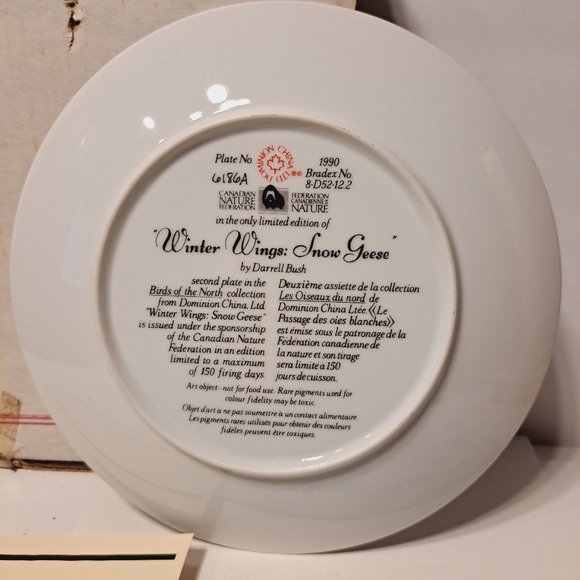 DOMINION CHINA LTD.
Plate No. 1990
6186A Bradex No.
8-D52-12.2
CANADIAN FEDERATION
NATURE CANADIENNE DE LA
FEDERATION NATURE
in the only limited edition of
"Winter Wings: Snow Geese"
by Darrell Bush
second plate in the
Birds of the North collection
from Dominion China, Ltd.
"Winter Wings: Snow Geese"
is issued under the sponsorship
of the Canadian Nature
Federation in an edition
limited to a maximum
of 150 firing days.
Deuxième assiette de la collection
Les Oiseaux du nord de
Dominion China Ltée. «Le
Passage des oies blanches»
est émise sous le patronage de la
Fédération canadienne de
la nature et son tirage
sera limité à 150
jours de cuisson.
Art object—not for food use. Rare pigments used for
colour fidelity may be toxic.
Objet d'art à ne pas soumettre à un contact alimentaire
Les pigments rares utilisés pour obtenir des couleurs
fidèles peuvent être toxiques.